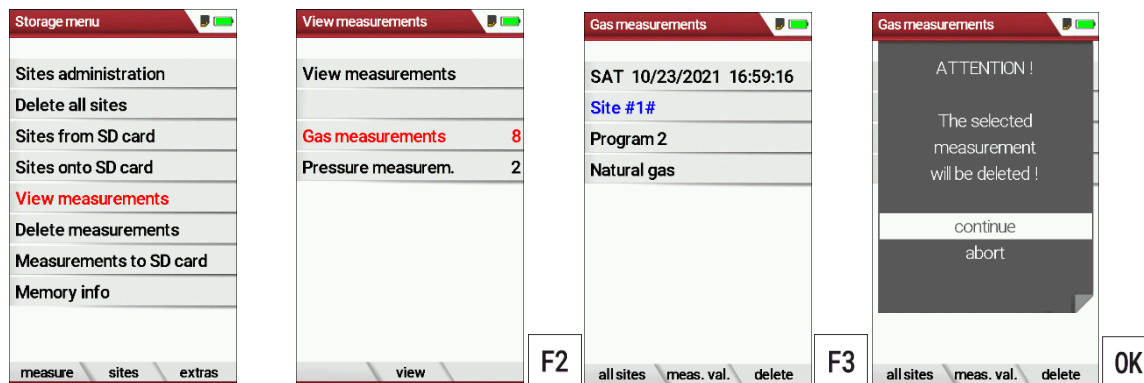 Storage menu
Sites administration
Delete all sites
Sites from SD card
Sites onto SD card
View measurements
Delete measurements
Measurements to SD card
Memory info
measure sites extras
View measurements
View measurements
Gas measurements 8
Pressure measurem. 2
view
F2
Gas measurements
SAT 10/23/2021 16:59:16
Site #1#
Program 2
Natural gas
all sites meas. val. delete
F3
Gas measurements
ATTENTION !
The selected
measurement
will be deleted !
continue
abort
all sites meas. val. delete
OK